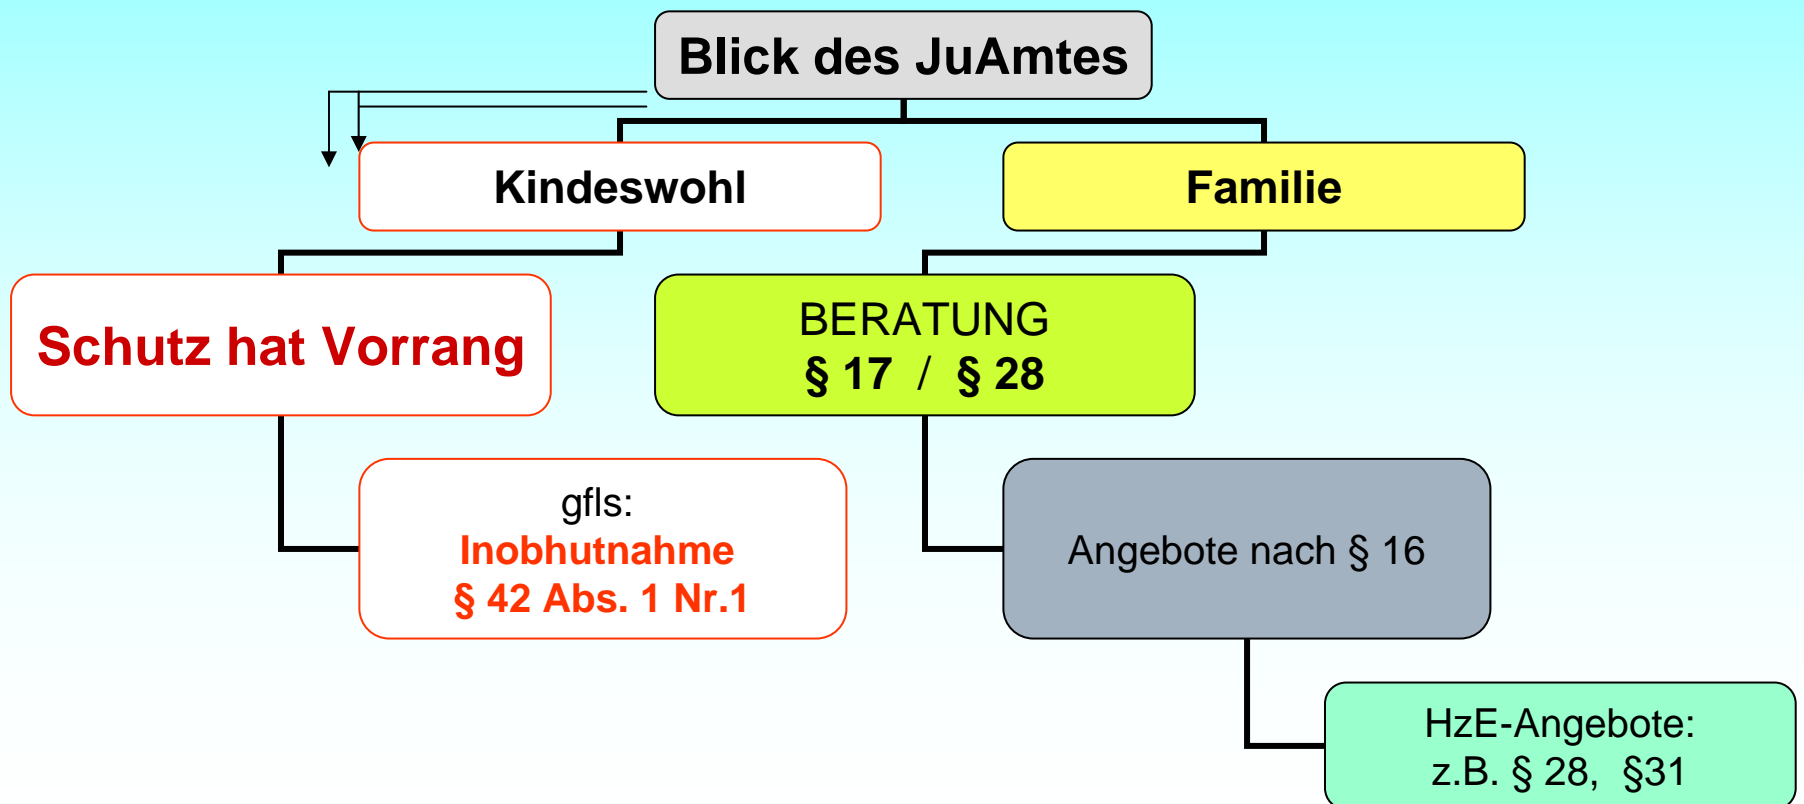 Blick des JuAmtes
Kindeswohl
Familie
Schutz hat Vorrang
BERATUNG
§ 17 / § 28
gfls:
Inobhutnahme
§ 42 Abs. 1 Nr.1
Angebote nach § 16
HzE-Angebote:
z.B. § 28, §31